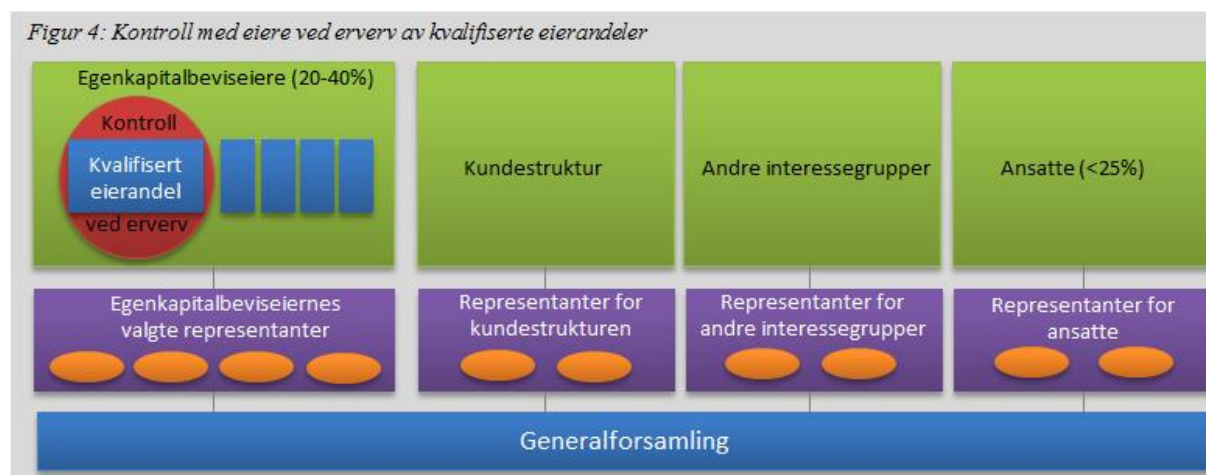 Figur 4: Kontroll med eiere ved erverv av kvalifiserte eierandeler
Egenkapitalbeviseiere (20-40%)
Kontroll
Kvalifisert
eierandel
ved erverv
Kundestruktur
Andre interessegrupper
Ansatte (<25%)
Egenkapitalbeviseiernes
valgte representanter
Representanter for
kundestrukturen
Representanter for
andre interessegrupper
Representanter for
ansatte
Generalforsamling